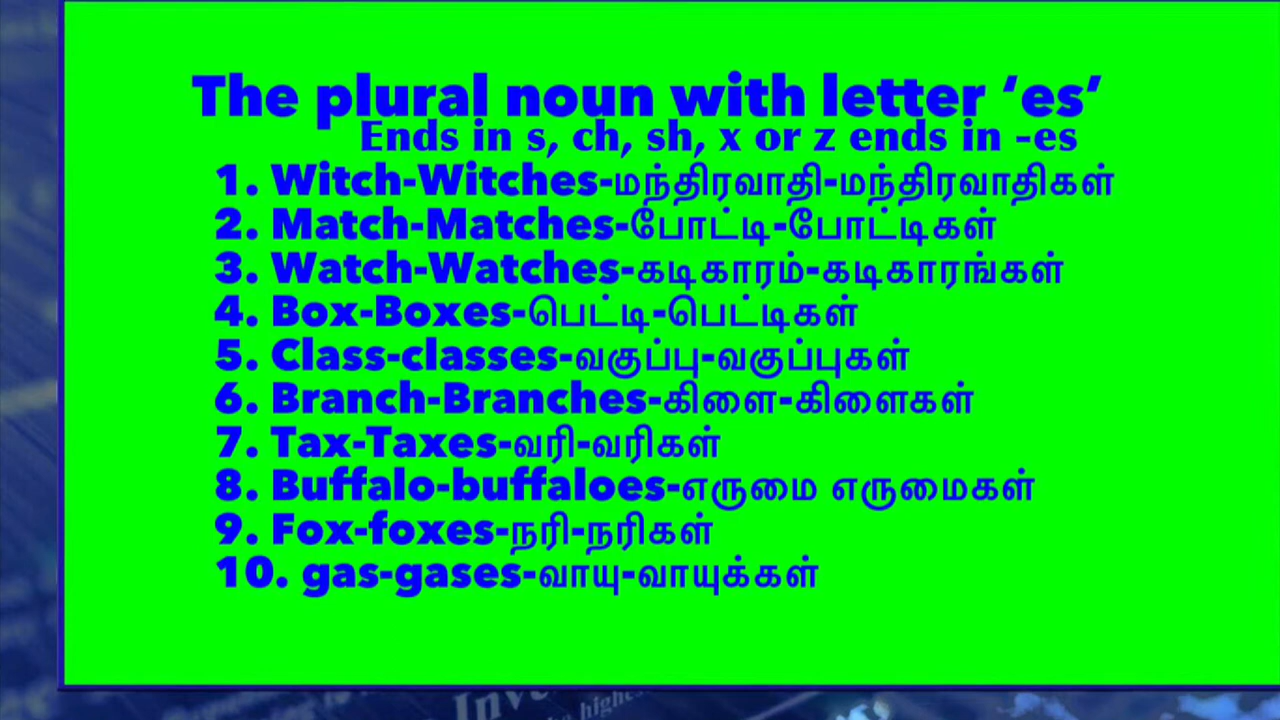 The plural noun with letter ‘es’
Ends in s, ch, sh, x or z ends in -es
1. Witch-Witches-மந்திரவாதி-மந்திரவாதிகள்
2. Match-Matches-போட்டி-போட்டிகள்
3. Watch-Watches-கடிகாரம்-கடிகாரங்கள்
4. Box-Boxes-பெட்டி-பெட்டிகள்
5. Class-classes-வகுப்பு-வகுப்புகள்
6. Branch-Branches-கிளை-கிளைகள்
7. Tax-Taxes-வரி-வரிகள்
8. Buffalo-buffaloes-எருமை எருமைகள்
9. Fox-foxes-நரி-நரிகள்
10. gas-gases-வாயு-வாயுக்கள்